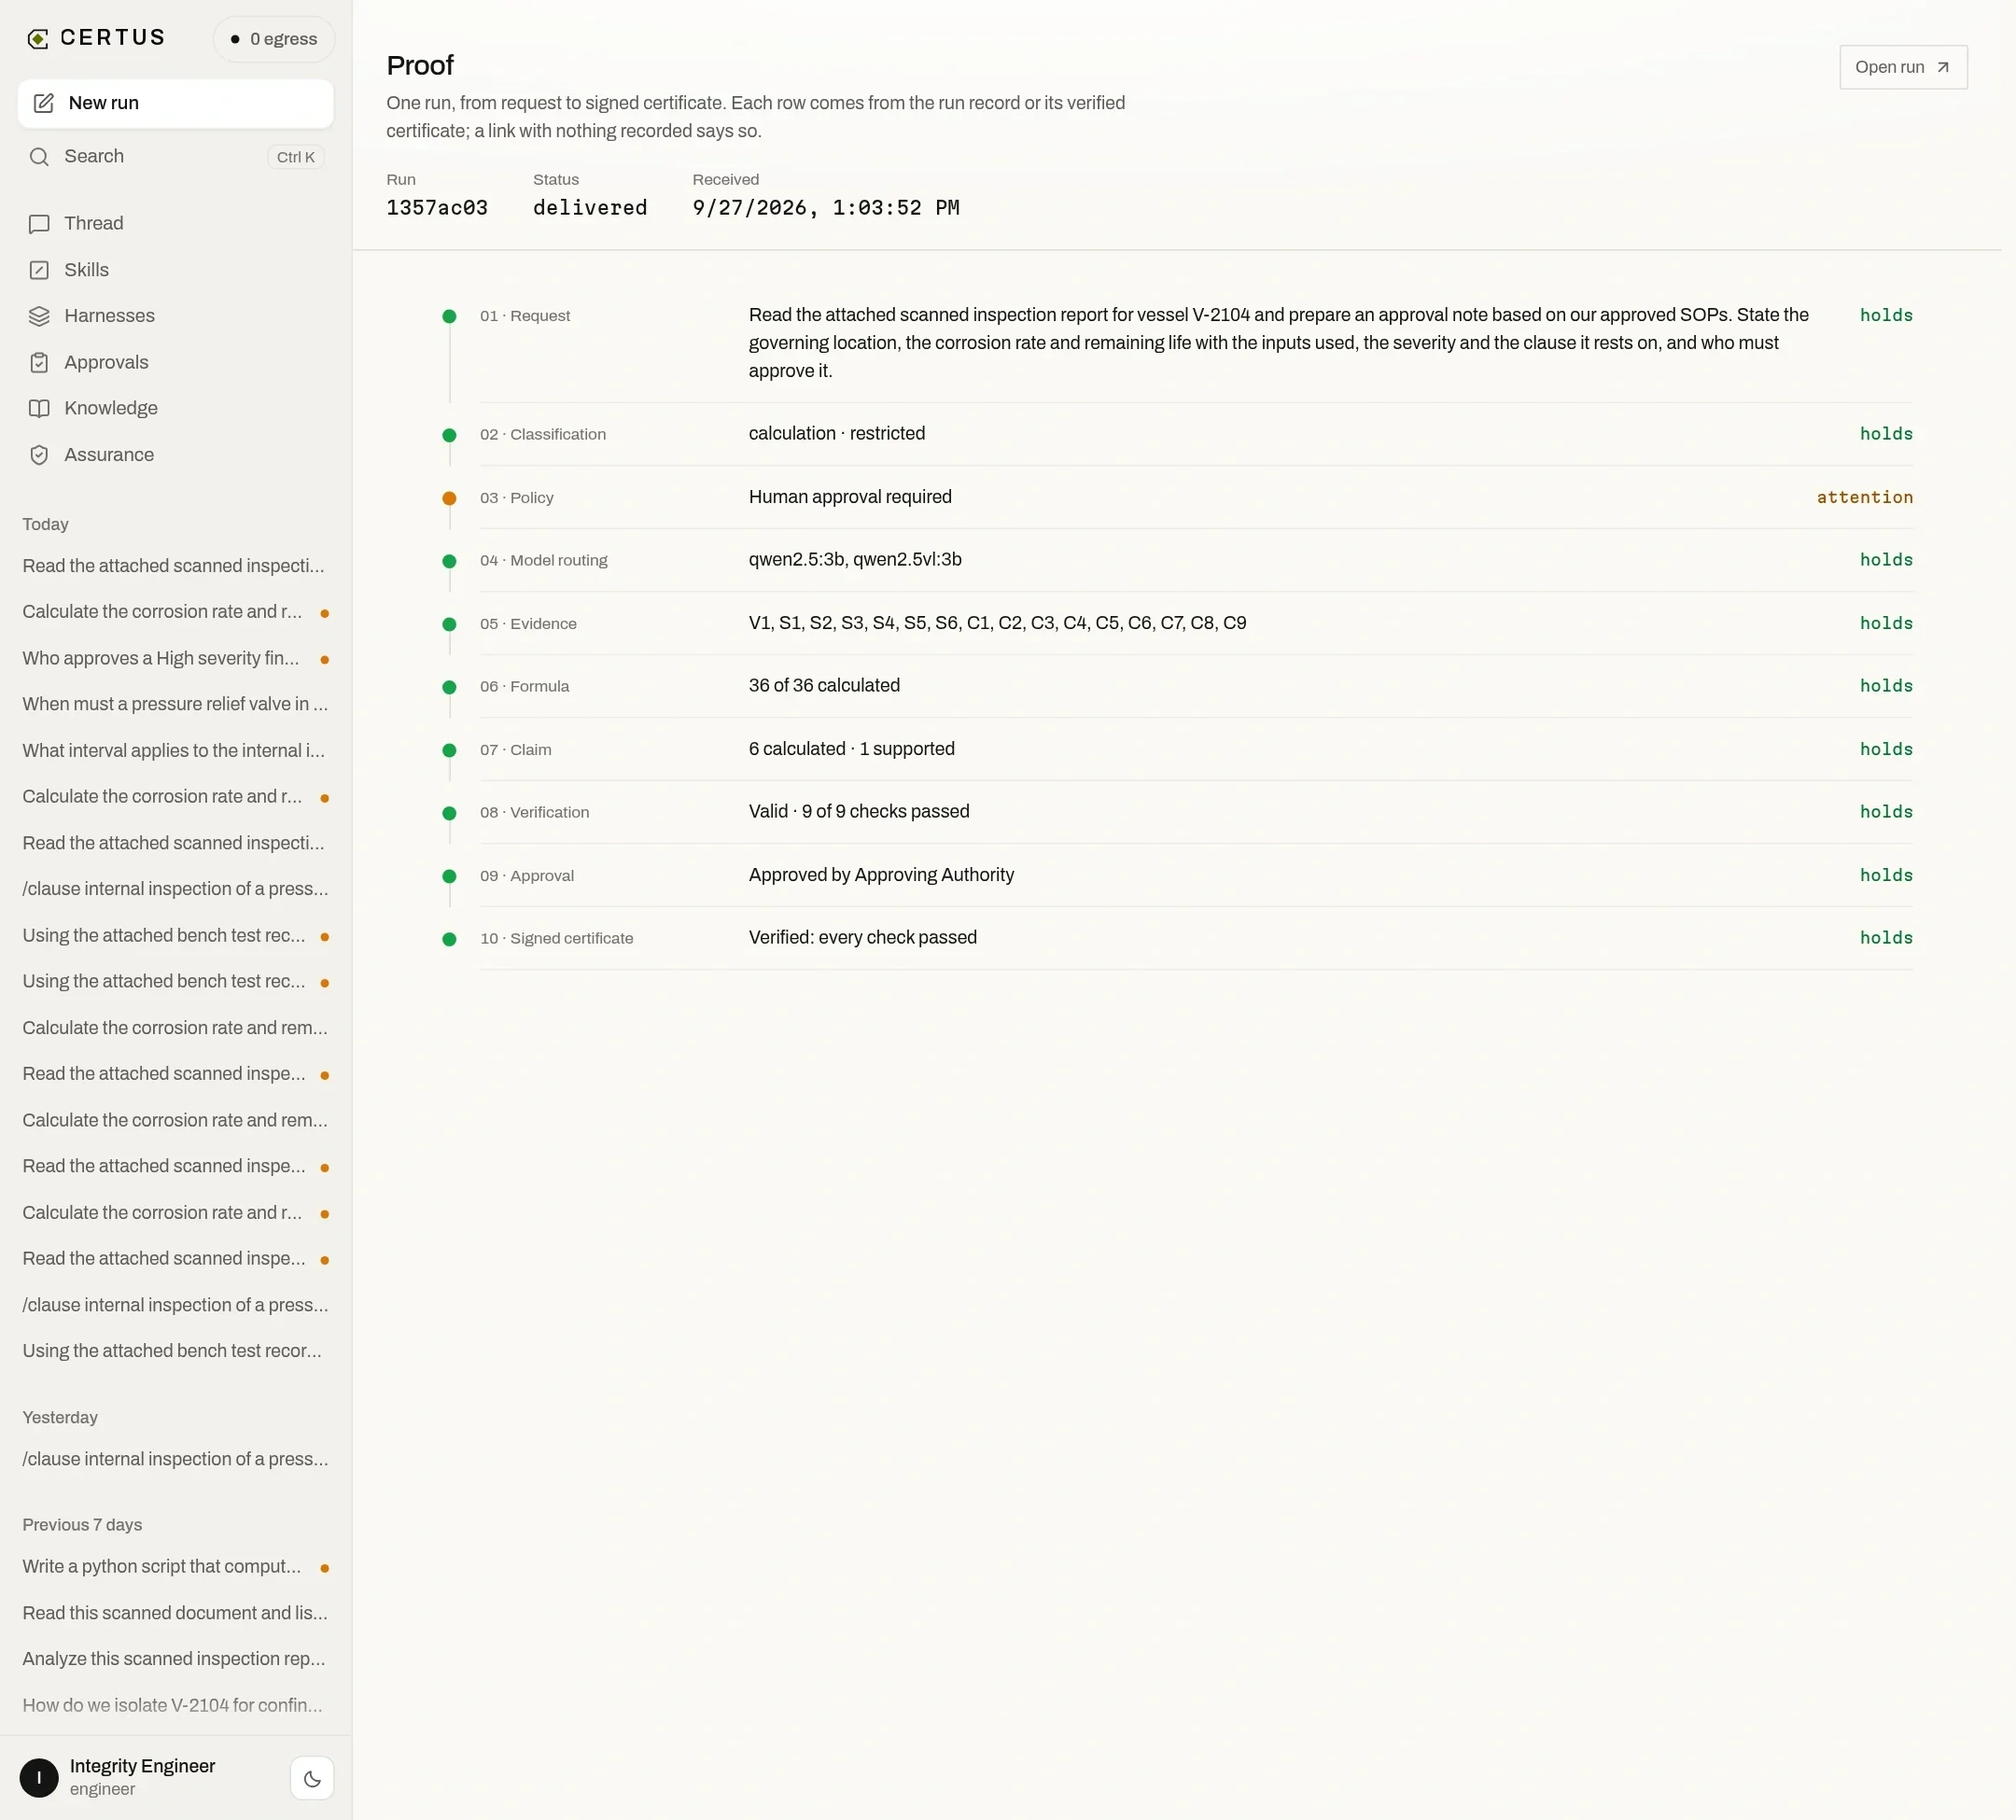 CERTUS
0 egress
New run
Search
Ctrl K
Thread
Skills
Harnesses
Approvals
Knowledge
Assurance
Today
Read the attached scanned inspecti...
Calculate the corrosion rate and r...
Who approves a High severity fin...
When must a pressure relief valve in ...
What interval applies to the internal i...
Calculate the corrosion rate and r...
Read the attached scanned inspecti...
/clause internal inspection of a press...
Using the attached bench test rec...
Using the attached bench test rec...
Calculate the corrosion rate and rem...
Read the attached scanned inspe...
Calculate the corrosion rate and rem...
Read the attached scanned inspe...
Calculate the corrosion rate and r...
Read the attached scanned inspe...
/clause internal inspection of a press...
Using the attached bench test recor...
Yesterday
/clause internal inspection of a press...
Previous 7 days
Write a python script that comput...
Read this scanned document and lis...
Analyze this scanned inspection rep...
How do we isolate V-2104 for confin...
I
Integrity Engineer
engineer
Proof
Open run
One run, from request to signed certificate. Each row comes from the run record or its verified
certificate; a link with nothing recorded says so.
Run Status Received
1357ac03 delivered 9/27/2026, 1:03:52 PM
01 · Request Read the attached scanned inspection report for vessel V-2104 and prepare an approval note based on our approved SOPs. State the holds
governing location, the corrosion rate and remaining life with the inputs used, the severity and the clause it rests on, and who must
approve it.
02 · Classification calculation · restricted holds
03 · Policy Human approval required attention
04 · Model routing qwen2.5:3b, qwen2.5vl:3b holds
05 · Evidence V1, S1, S2, S3, S4, S5, S6, C1, C2, C3, C4, C5, C6, C7, C8, C9 holds
06 · Formula 36 of 36 calculated holds
07 · Claim 6 calculated · 1 supported holds
08 · Verification Valid · 9 of 9 checks passed holds
09 · Approval Approved by Approving Authority holds
10 · Signed certificate Verified: every check passed holds